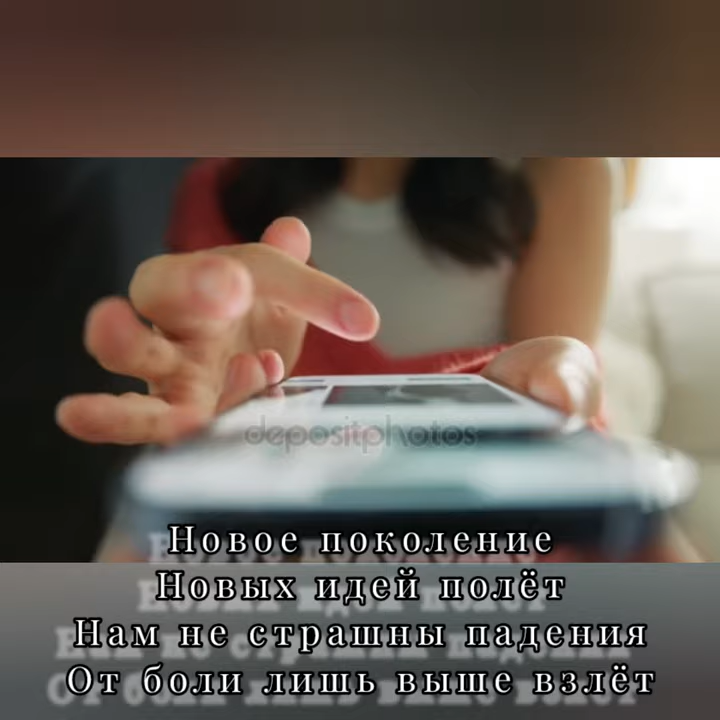 depositphotos
Новое поколение
Новых идей полёт
Нам не страшны падения
От боли лишь выше взлёт